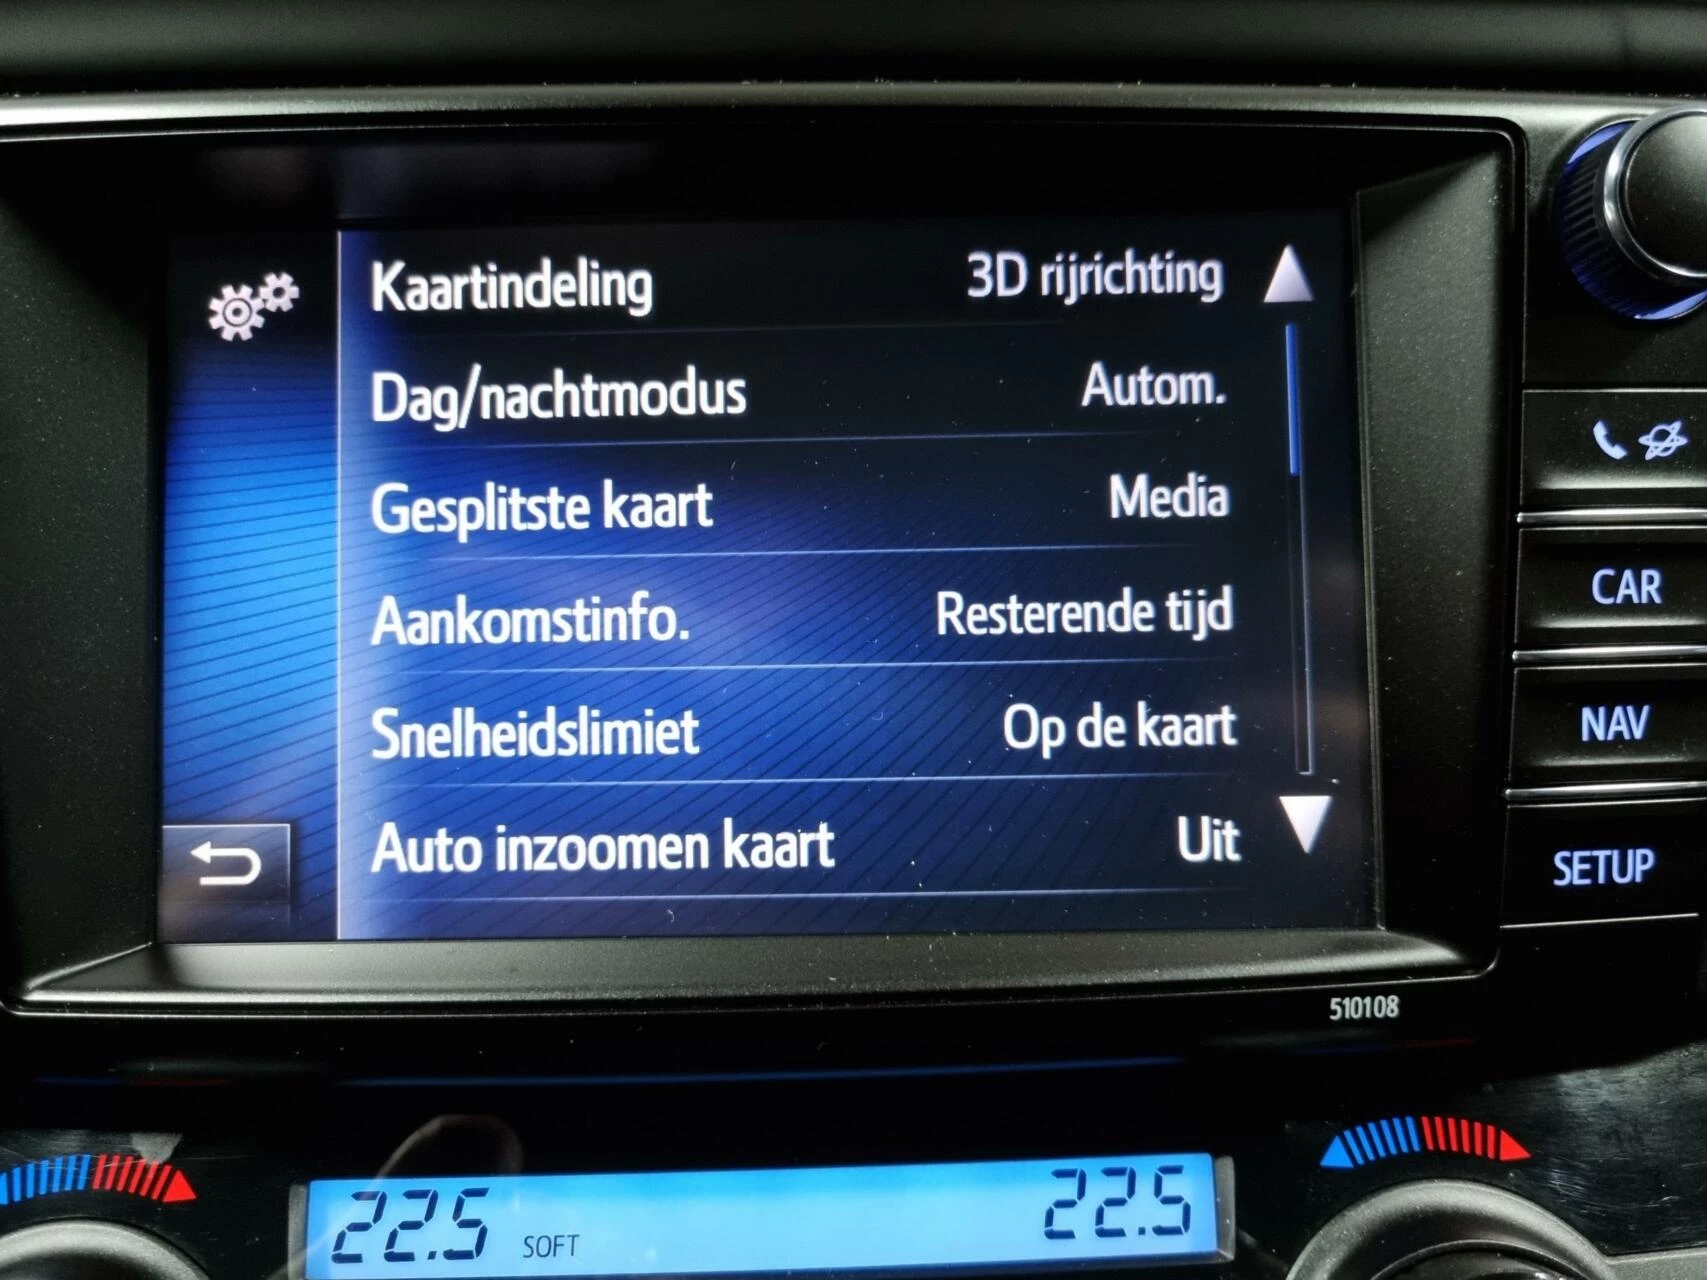 Kaartindeling 3D rijrichting
Dag/nachtmodus Autom.
Gesplitste kaart Media
Aankomstinfo. Resterende tijd
Snelheidslimiet Op de kaart
Auto inzoomen kaart Uit
CAR
NAV
SETUP
510108
22.5 SOFT 22.5